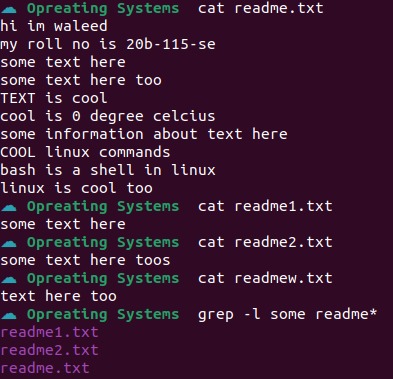 Opreating Systems cat readme.txt
hi im waleed
my roll no is 20b-115-se
some text here
some text here too
TEXT is cool
cool is 0 degree celcius
some information about text here
COOL linux commands
bash is a shell in linux
linux is cool too
Opreating Systems cat readme1.txt
some text here
Opreating Systems cat readme2.txt
some text here toos
Opreating Systems cat readmew.txt
text here too
Opreating Systems grep -l some readme*
readme1.txt
readme2.txt
readme.txt